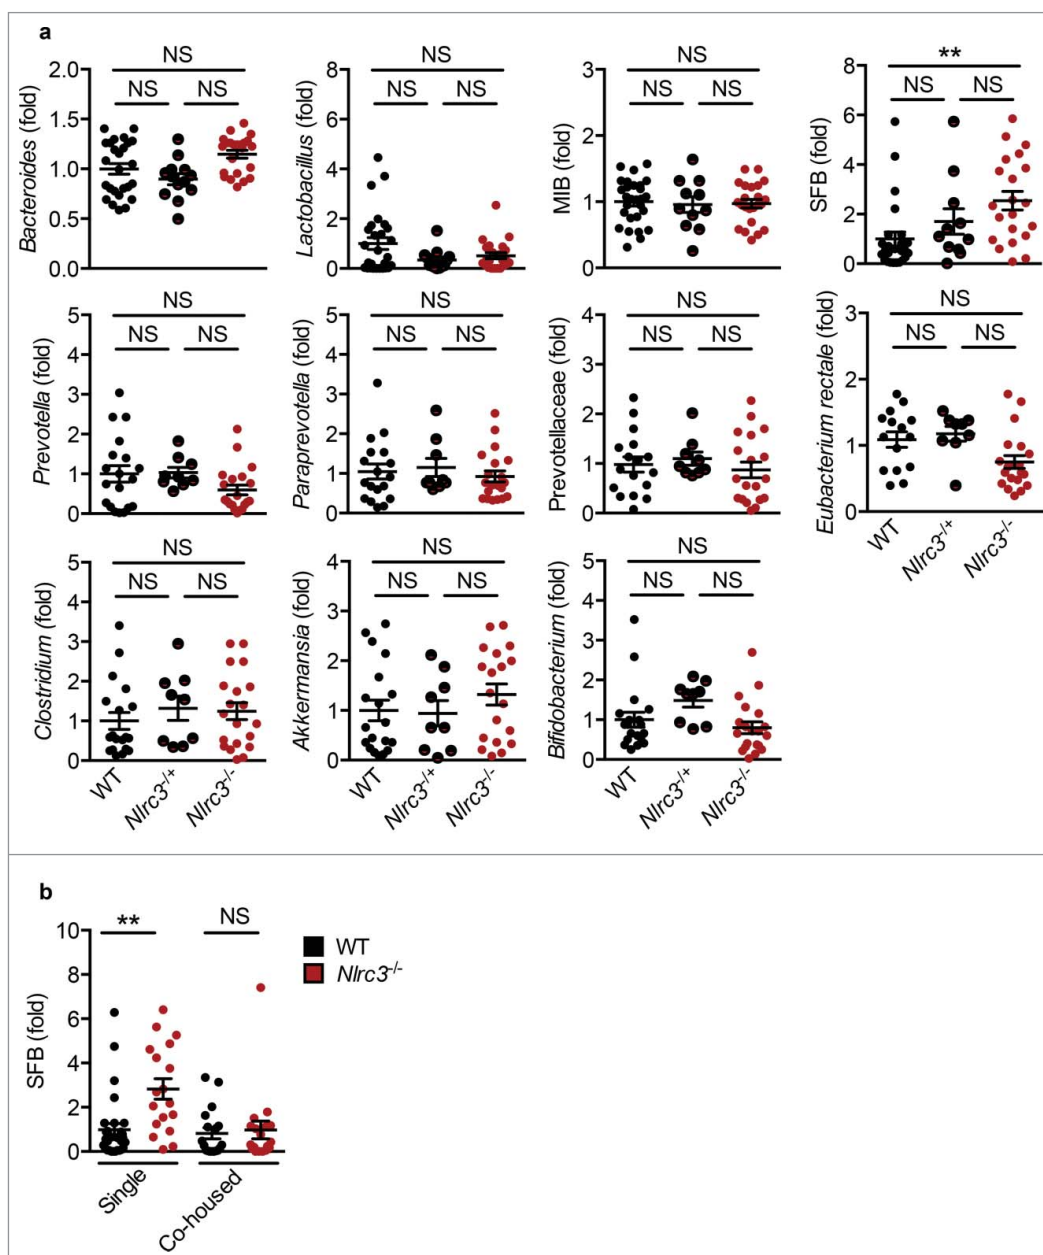 a
NS
NS NS
Bacteroides (fold)
2.0
1.5
1.0
0.5
0.0
NS
NS NS
Lactobacillus (fold)
8
6
4
2
0
NS
NS NS
MIB (fold)
3
2
1
0
**
NS NS
SFB (fold)
8
6
4
2
0
NS
NS NS
Prevotella (fold)
5
4
3
2
1
0
NS
NS NS
Paraprevotella (fold)
5
4
3
2
1
0
NS
NS NS
Prevotellaceae (fold)
4
3
2
1
0
NS
NS NS
Eubacterium rectale (fold)
3
2
1
0
WT
Nlrc3-/+
Nlrc3-/-
NS
NS NS
Clostridium (fold)
5
4
3
2
1
0
WT
Nlrc3-/+
Nlrc3-/-
NS
NS NS
Akkermansia (fold)
4
3
2
1
0
WT
Nlrc3-/+
Nlrc3-/-
NS
NS NS
Bifidobacterium (fold)
5
4
3
2
1
0
WT
Nlrc3-/+
Nlrc3-/-
b
** NS
SFB (fold)
10
8
6
4
2
0
Single
Co-housed
WT
Nlrc3-/-